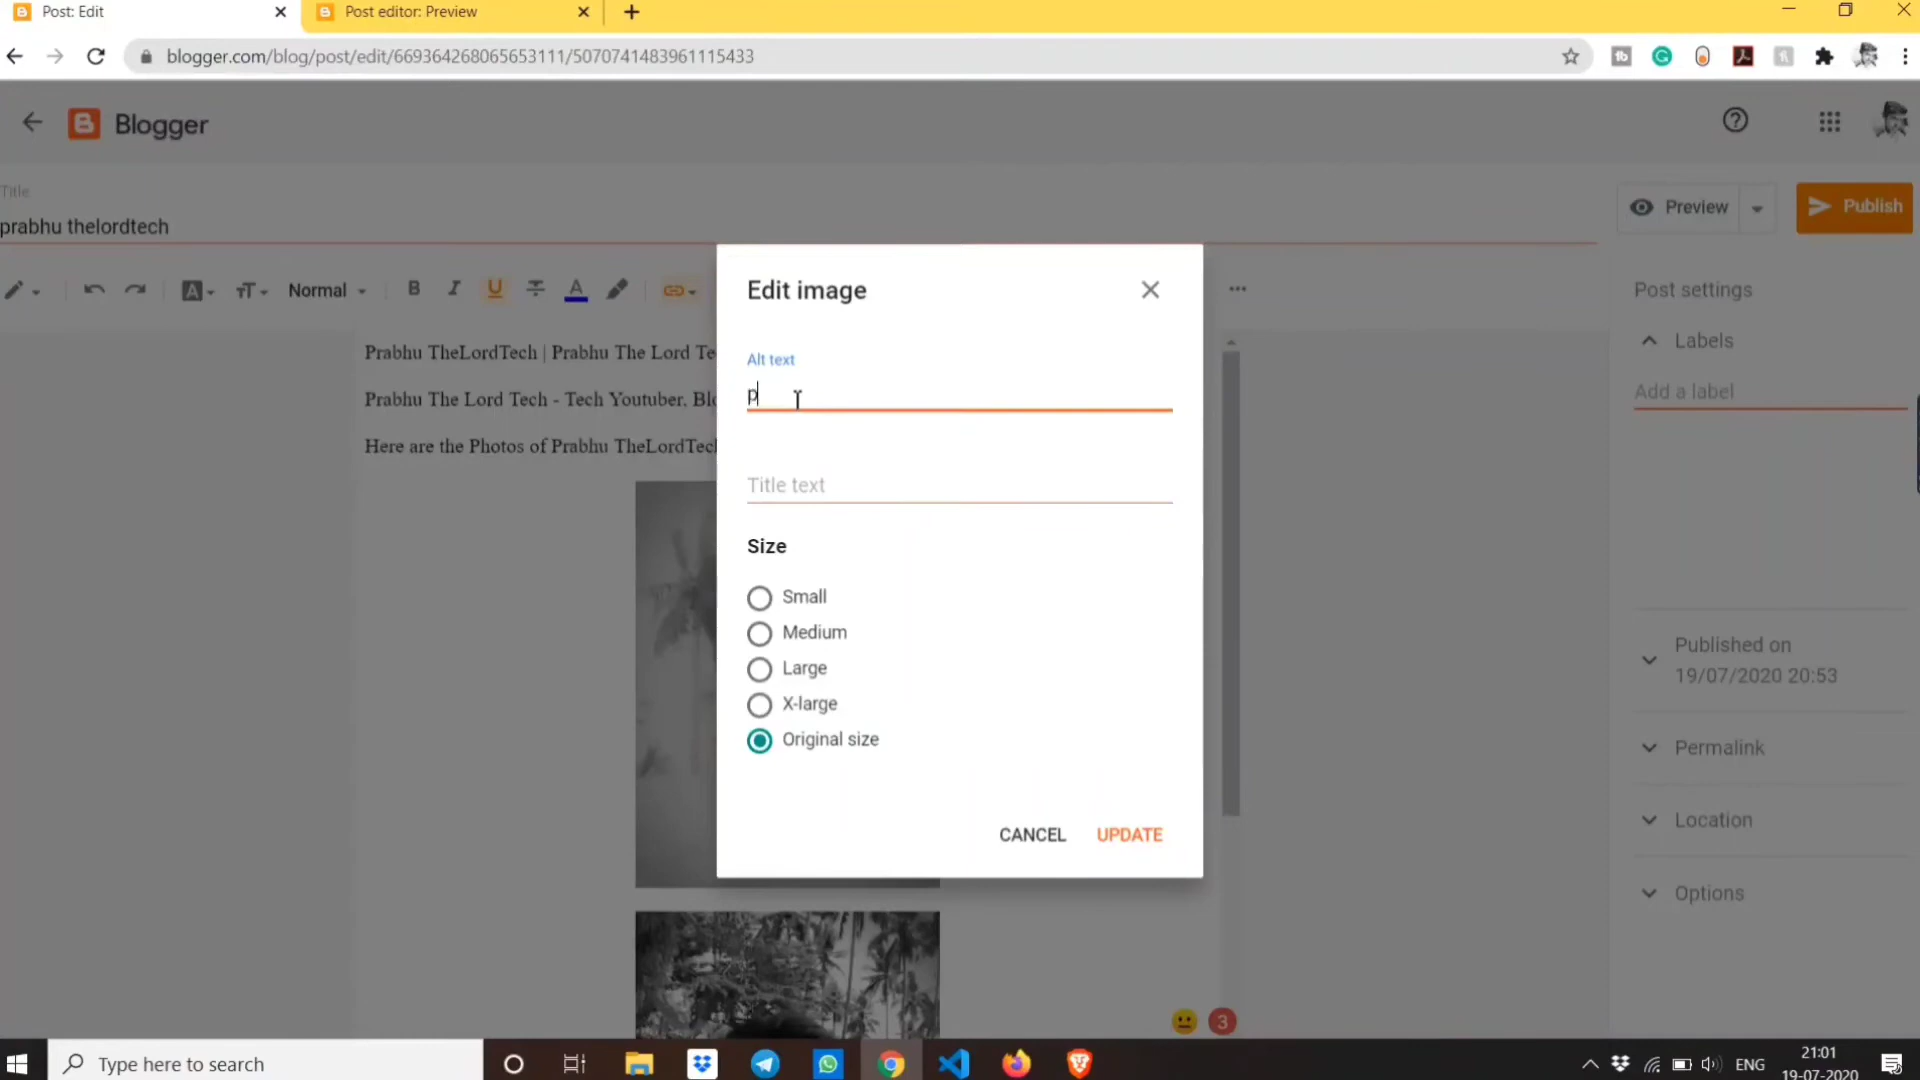 Post: Edit
Post editor: Preview
blogger.com/blog/post/edit/669364268065653111/5070741483961115433
Blogger
Title
prabhu thelordtech
Preview
Publish
Normal
Edit image
Post settings
Labels
Add a label
Prabhu TheLordTech | Prabhu The Lord Te
Alt text
p
Prabhu The Lord Tech - Tech Youtuber, Blo
Here are the Photos of Prabhu TheLordTech
Title text
Size
Small
Medium
Large
X-large
Original size
CANCEL
UPDATE
Published on
19/07/2020 20:53
Permalink
Location
Options
3
Type here to search
ENG
21:01
19-07-2020